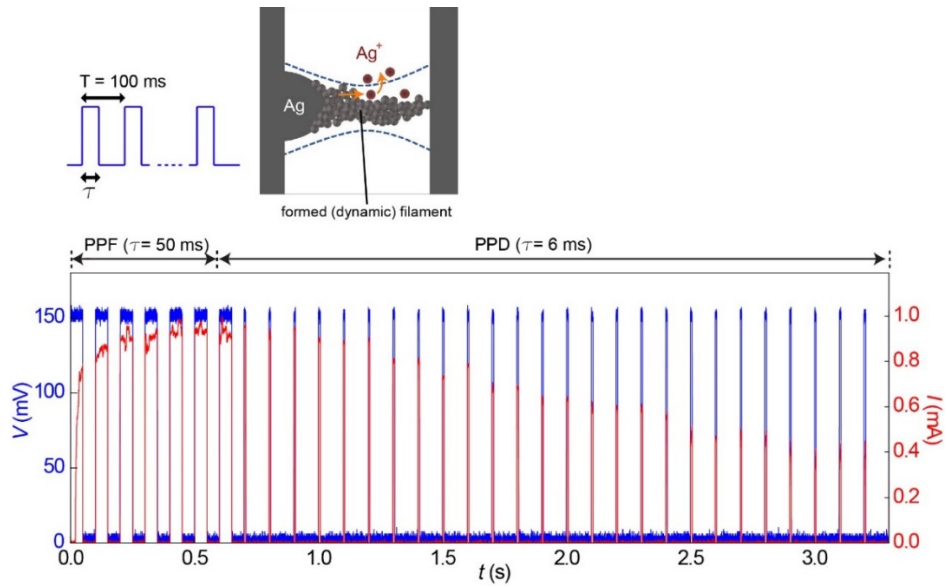 T = 100 ms
τ
Ag⁺
Ag
formed (dynamic) filament
PPF (τ= 50 ms)
PPD (τ= 6 ms)
150
100
50
0
V (mV)
1.0
0.8
0.6
0.4
0.2
0.0
I (mA)
0.0 0.5 1.0 1.5 2.0 2.5 3.0
t (s)